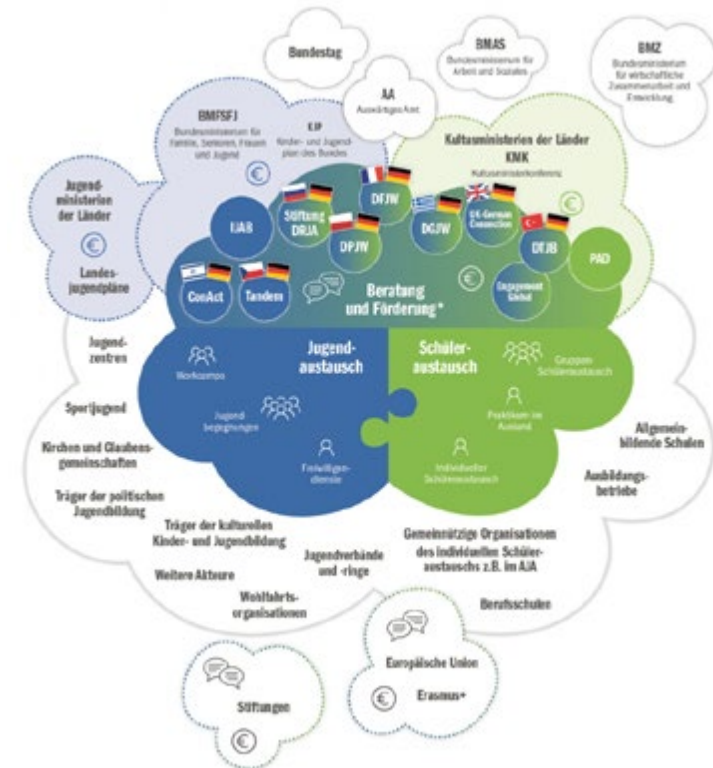 Bundestag
BMAS
Bundesministerium für
Arbeit und Soziales
BMZ
Bundesministerium
für wirtschaftliche
Zusammenarbeit und
Entwicklung
AA
Auswärtiges Amt
BMFSFJ
Bundesministerium für
Familie, Senioren, Frauen
und Jugend
KJP
Kinder- und Jugend-
plan des Bundes
Kultusministerien der Länder
KMK
Kultusministerkonferenz
Jugend-
ministerien
der Länder
Landes-
jugendpläne
IJAB
Stiftung
DRJA
DPJW
DFJW
DGJW
UK-German
Connection
DTJB
PAD
ConAct
Tandem
Engagement
Global
Beratung
und Förderung*
Jugend-
austausch
Schüler-
austausch
Workcamps
Jugend
begegnungen
Freiwilligen-
dienste
Gruppen-
Schüleraustausch
Praktikum im
Ausland
Individueller
Schüleraustausch
Jugend-
zentren
Sportjugend
Kirchen und Glaubens-
gemeinschaften
Träger der politischen
Jugendbildung
Träger der kulturellen
Kinder- und Jugendbildung
Weitere Akteure
Wohlfahrts-
organisationen
Jugendverbände
und -ringe
Gemeinnützige Organisationen
des individuellen Schüler-
austauschs z.B. im AJA
Berufsschulen
Allgemein-
bildende Schulen
Ausbildungs-
betriebe
Stiftungen
Europäische Union
Erasmus+